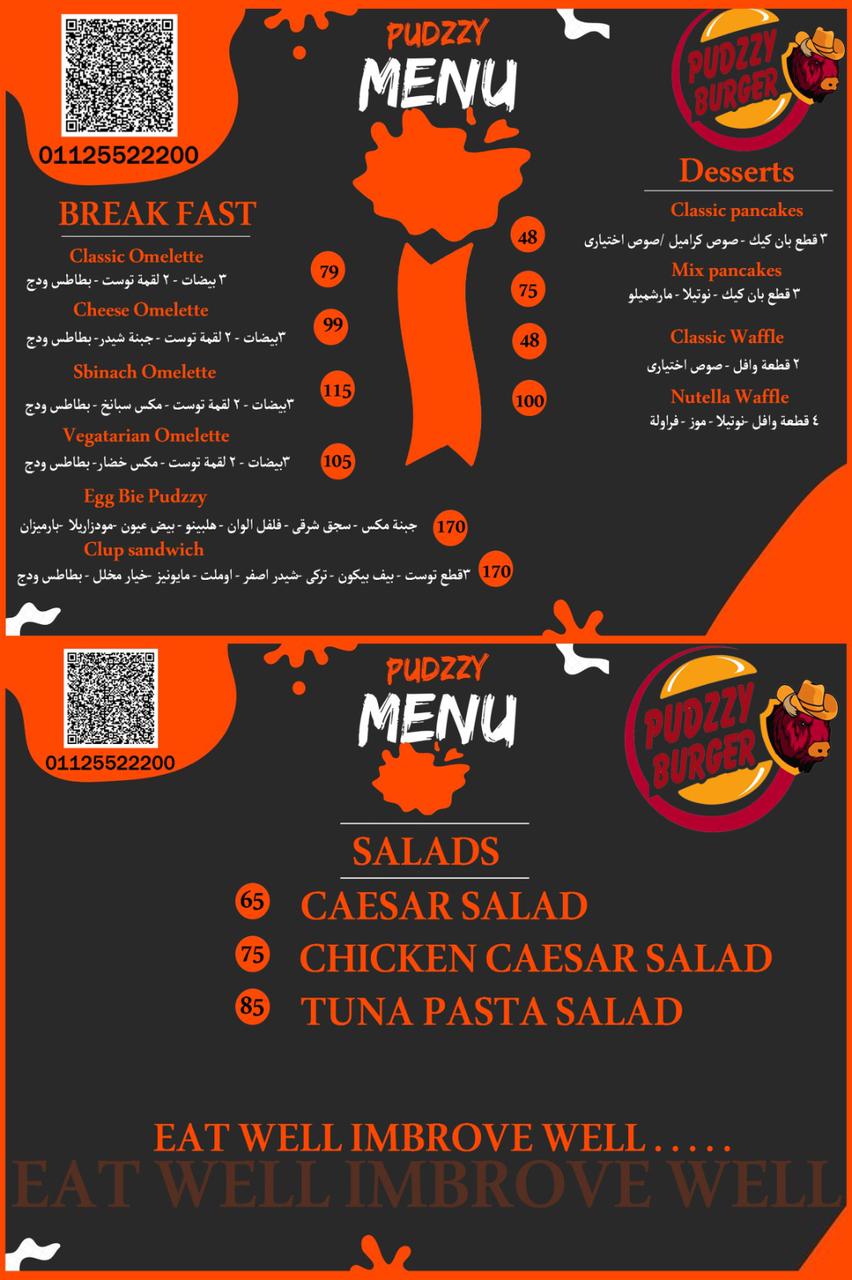 01125522200
PUDZZY
MENU
PUDZZY
BURGER
BREAK FAST
Classic Omelette
٣ بيضات - ٢ لقمة توست - بطاطس ودج
79
Cheese Omelette
٣بيضات - ٢ لقمة توست - جبنة شيدر- بطاطس ودج
99
Sbinach Omelette
٣بيضات - ٢ لقمة توست - مكس سبانخ - بطاطس ودج
115
Vegatarian Omelette
٣بيضات - ٢ لقمة توست - مكس خضار- بطاطس ودج
105
Egg Bie Pudzzy
جبنة مكس - سجق شرقى - فلفل الوان - هلبينو - بيض عيون -مودزاريلا -بارميزان
170
Clup sandwich
٣قطع توست - بيف بيكون - تركى -شيدر اصفر - اوملت - مايونيز -خيار مخلل - بطاطس ودج
170
Desserts
Classic pancakes
٣ قطع بان كيك - صوص كراميل /صوص اختيارى
48
Mix pancakes
٣ قطع بان كيك - نوتيلا - مارشميلو
75
Classic Waffle
٢ قطعة وافل - صوص اختيارى
48
Nutella Waffle
٤ قطعة وافل -نوتيلا - موز - فراولة
100
01125522200
PUDZZY
MENU
PUDZZY
BURGER
SALADS
65 CAESAR SALAD
75 CHICKEN CAESAR SALAD
85 TUNA PASTA SALAD
EAT WELL IMBROVE WELL . . . . .
EAT WELL IMBROVE WELL